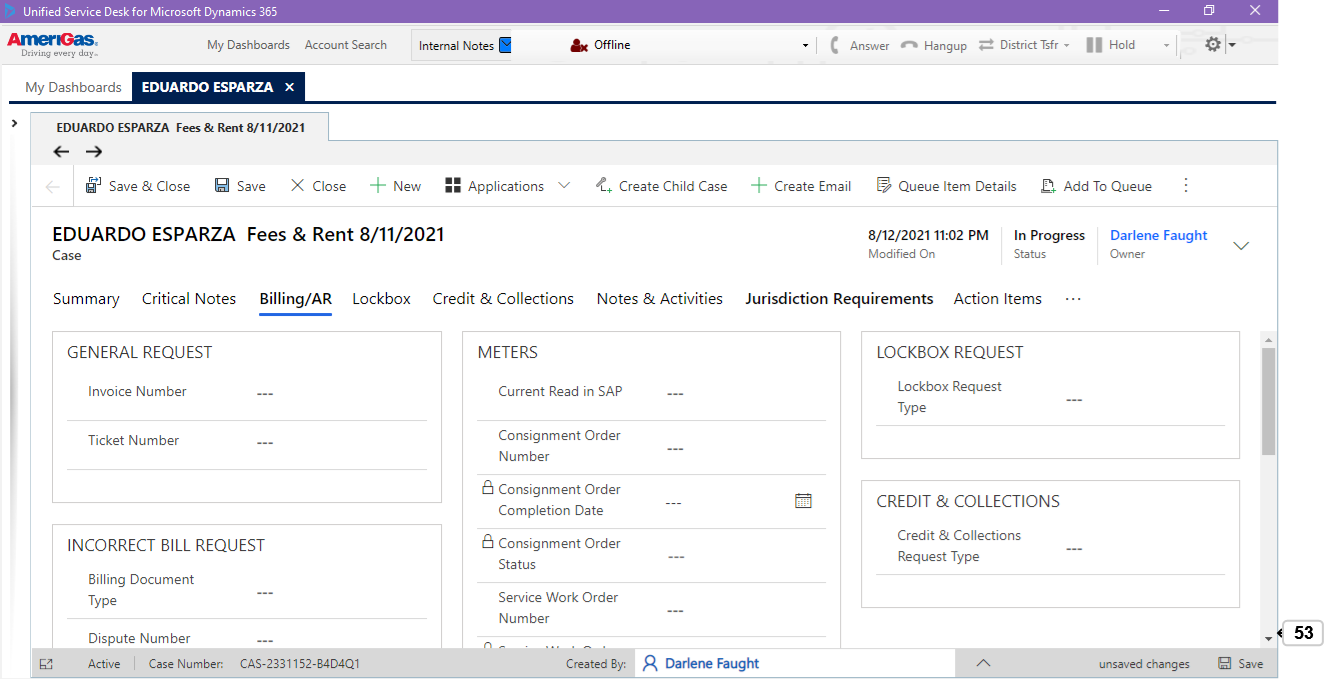 Unified Service Desk for Microsoft Dynamics 365
AmeriGas
Driving every day
My Dashboards Account Search Internal Notes Offline Answer Hangup District Tsfr Hold
My Dashboards EDUARDO ESPARZA
EDUARDO ESPARZA Fees & Rent 8/11/2021
Save & Close Save Close New Applications Create Child Case Create Email Queue Item Details Add To Queue
EDUARDO ESPARZA Fees & Rent 8/11/2021
Case
8/12/2021 11:02 PM In Progress Darlene Faught
Modified On Status Owner
Summary Critical Notes Billing/AR Lockbox Credit & Collections Notes & Activities Jurisdiction Requirements Action Items ...
GENERAL REQUEST
Invoice Number ---
Ticket Number ---
INCORRECT BILL REQUEST
Billing Document
Type ---
Dispute Number ---
METERS
Current Read in SAP ---
Consignment Order
Number ---
Consignment Order
Completion Date ---
Consignment Order
Status ---
Service Work Order
Number ---
LOCKBOX REQUEST
Lockbox Request
Type ---
CREDIT & COLLECTIONS
Credit & Collections
Request Type ---
53
Active Case Number: CAS-2331152-B4D4Q1 Created By: Darlene Faught unsaved changes Save